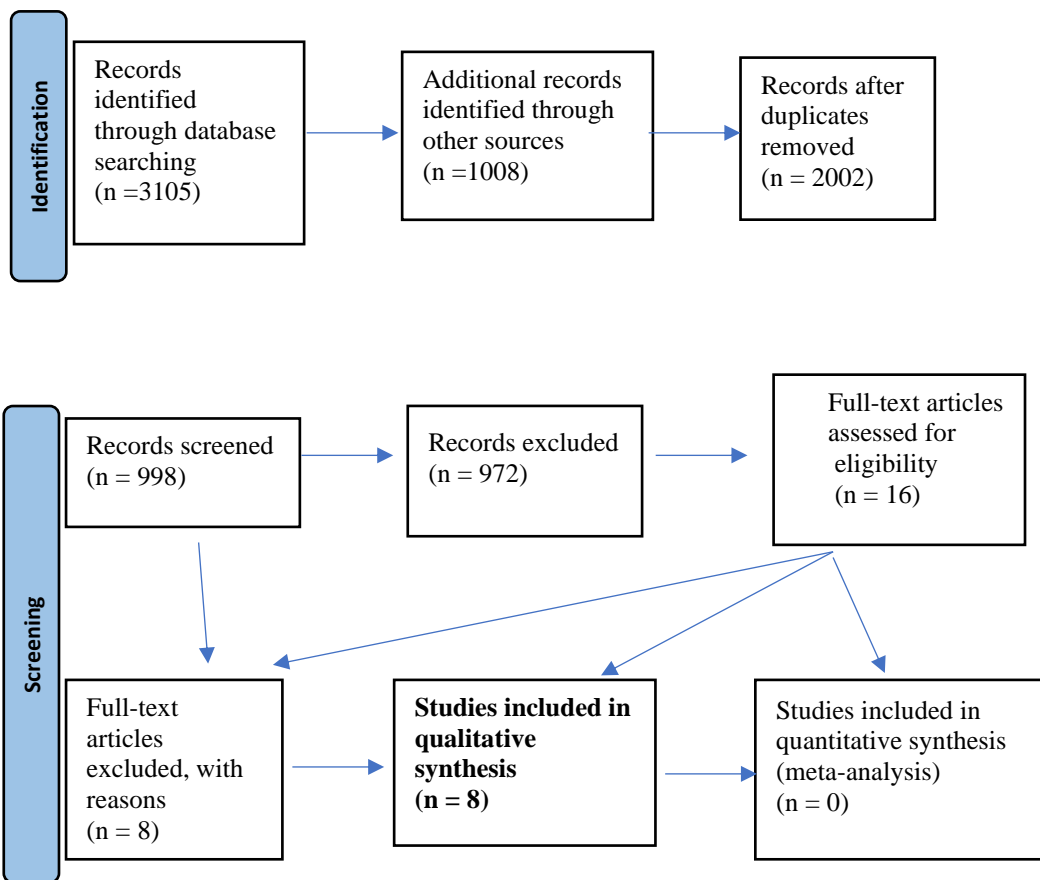 Identification
Records
identified
through database
searching
(n =3105)
Additional records
identified through
other sources
(n =1008)
Records after
duplicates
removed
(n = 2002)
Screening
Records screened
(n = 998)
Records excluded
(n = 972)
Full-text articles
assessed for
eligibility
(n = 16)
Full-text
articles
excluded, with
reasons
(n = 8)
Studies included in
qualitative
synthesis
(n = 8)
Studies included in
quantitative synthesis
(meta-analysis)
(n = 0)